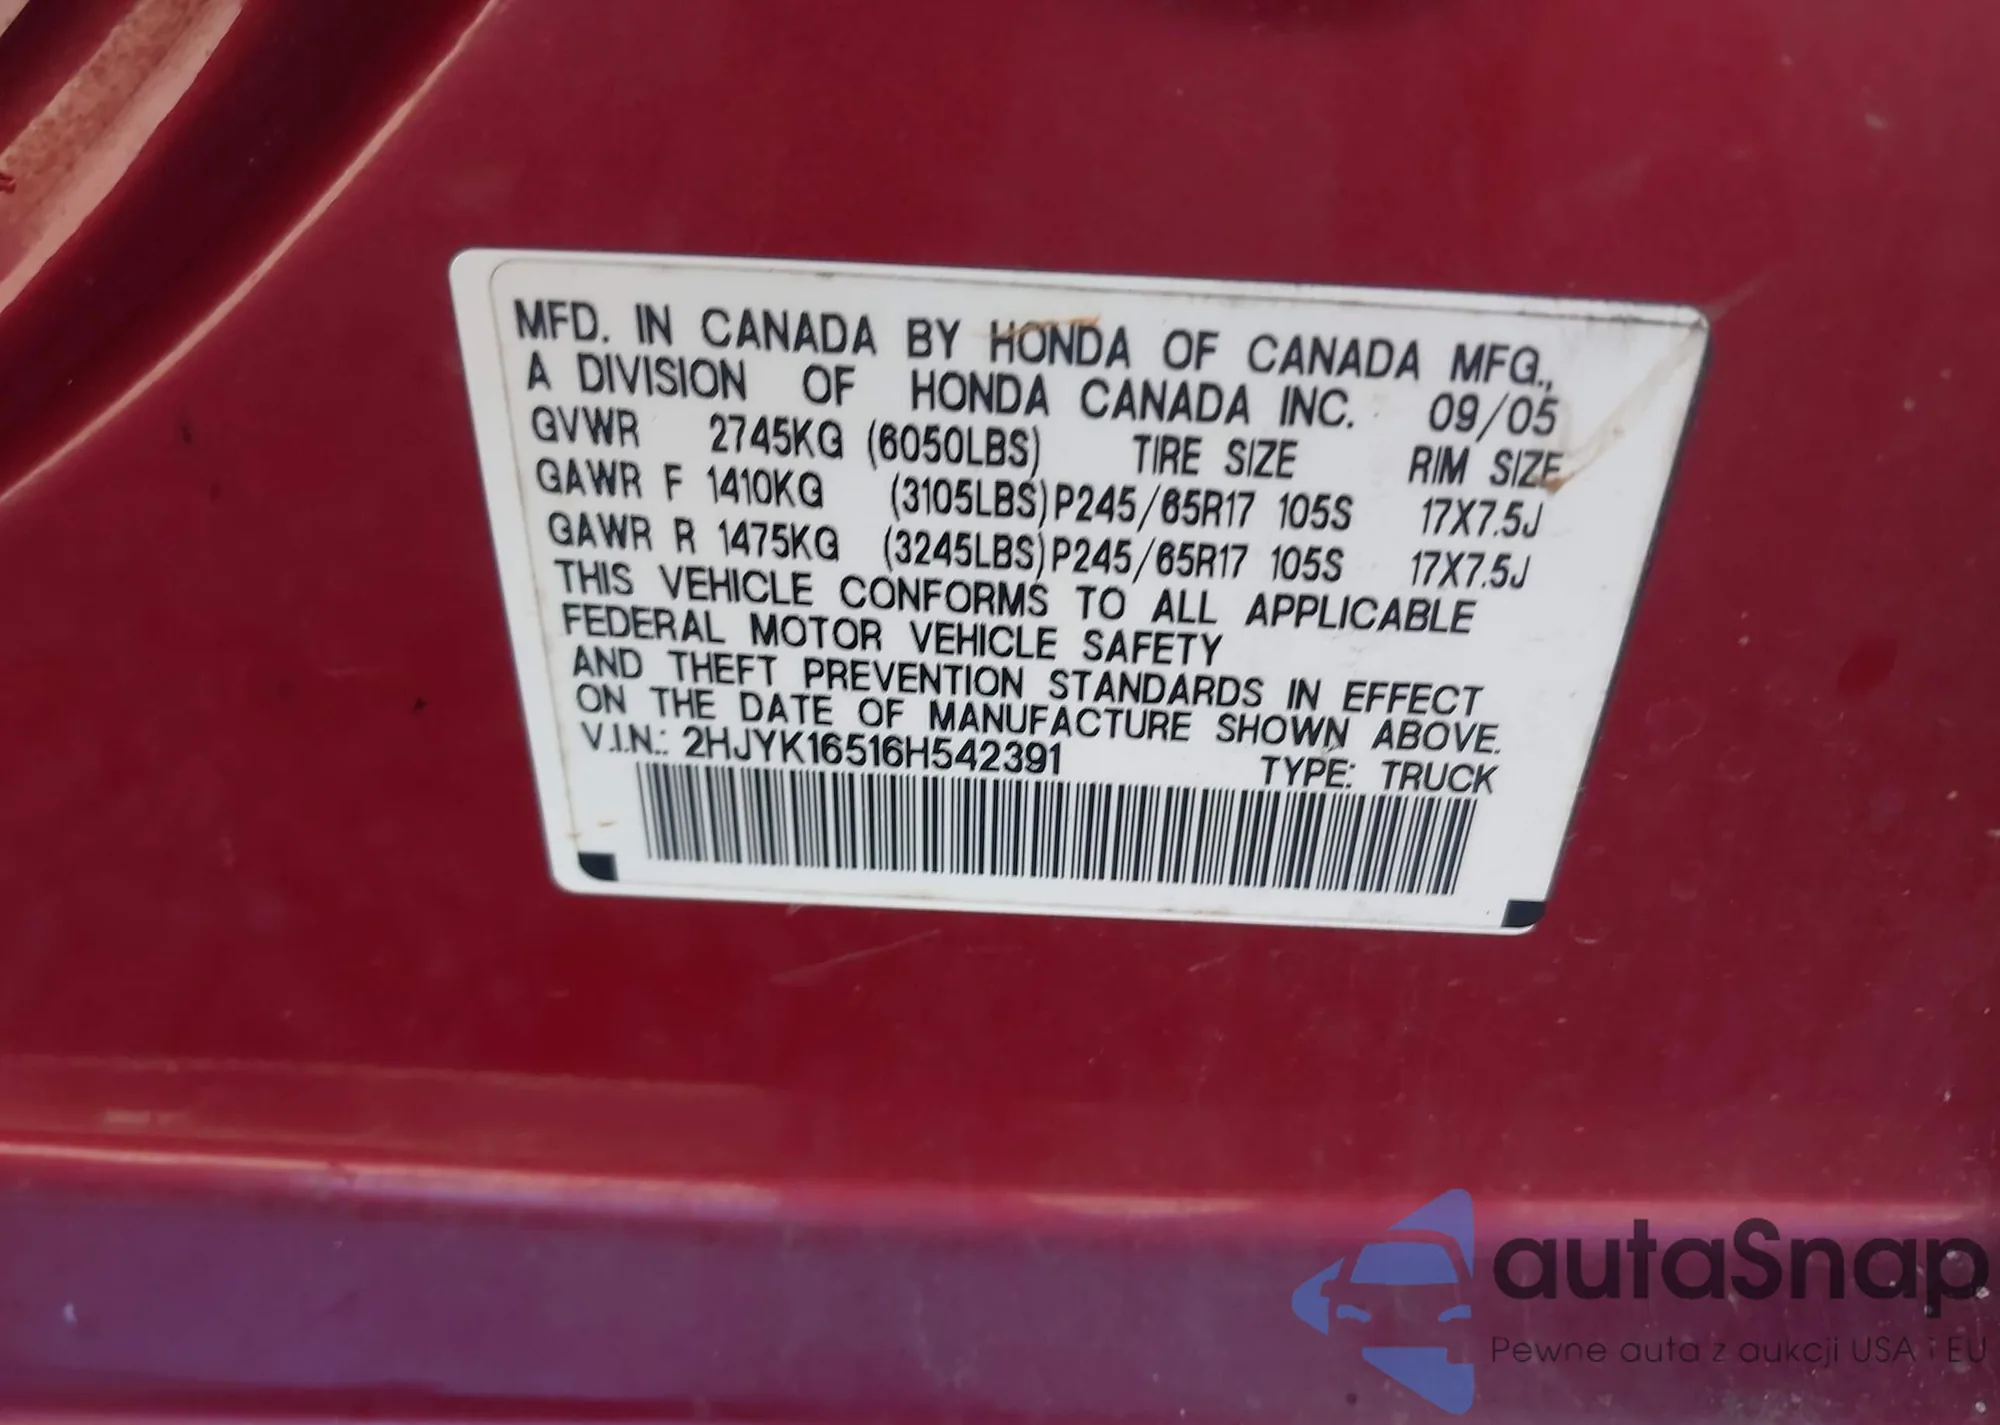 MFD. IN CANADA BY HONDA OF CANADA MFG.,
A DIVISION OF HONDA CANADA INC. 09/05
GVWR 2745KG (6050LBS) TIRE SIZE RIM SIZE
GAWR F 1410KG (3105LBS) P245/65R17 105S 17X7.5J
GAWR R 1475KG (3245LBS) P245/65R17 105S 17X7.5J
THIS VEHICLE CONFORMS TO ALL APPLICABLE
FEDERAL MOTOR VEHICLE SAFETY
AND THEFT PREVENTION STANDARDS IN EFFECT
ON THE DATE OF MANUFACTURE SHOWN ABOVE.
V.I.N.: 2HJYK16516H542391 TYPE: TRUCK
autaSnap
Pewne auta z aukcji USA i EU